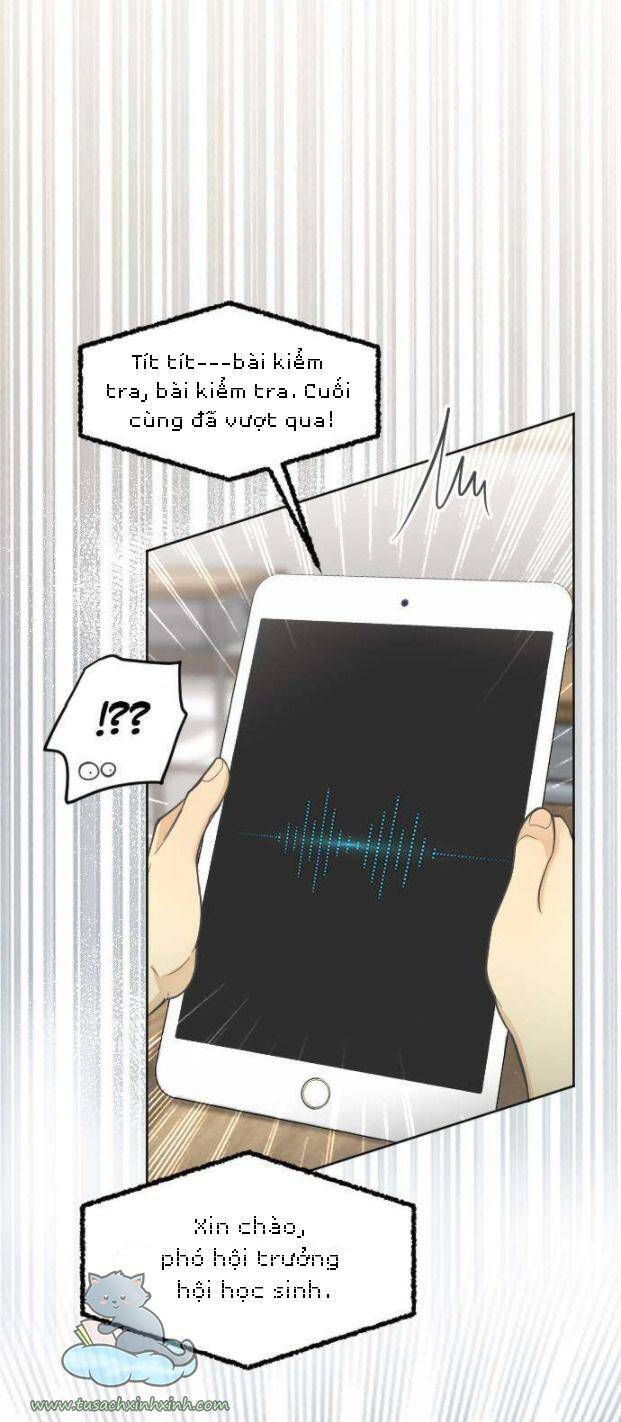 Tít tít---bài kiểm
tra, bài kiểm tra. Cuối
cùng đã vượt qua!
!??
Xin chào,
phó hội trưởng
hội học sinh.
www.tusachxinhxinh.com